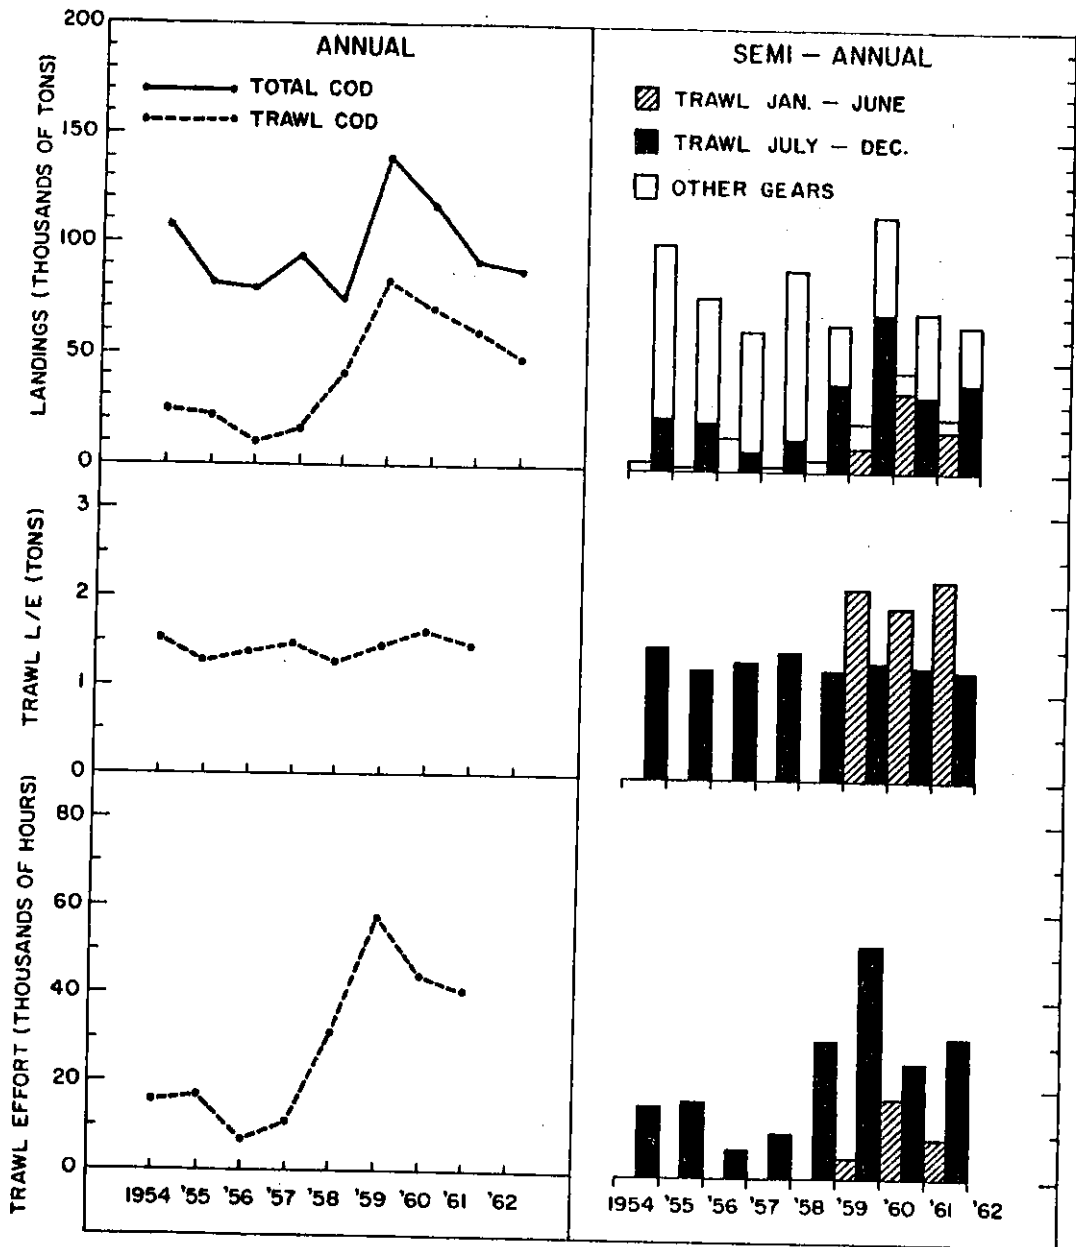 ANNUAL
TOTAL COD
TRAWL COD
LANDINGS (THOUSANDS OF TONS)
200
150
100
50
0
SEMI – ANNUAL
TRAWL JAN. – JUNE
TRAWL JULY – DEC.
OTHER GEARS
TRAWL L/E (TONS)
3
2
1
0
TRAWL EFFORT (THOUSANDS OF HOURS)
80
60
40
20
0
1954 '55 '56 '57 '58 '59 '60 '61 '62
1954 '55 '56 '57 '58 '59 '60 '61 '62